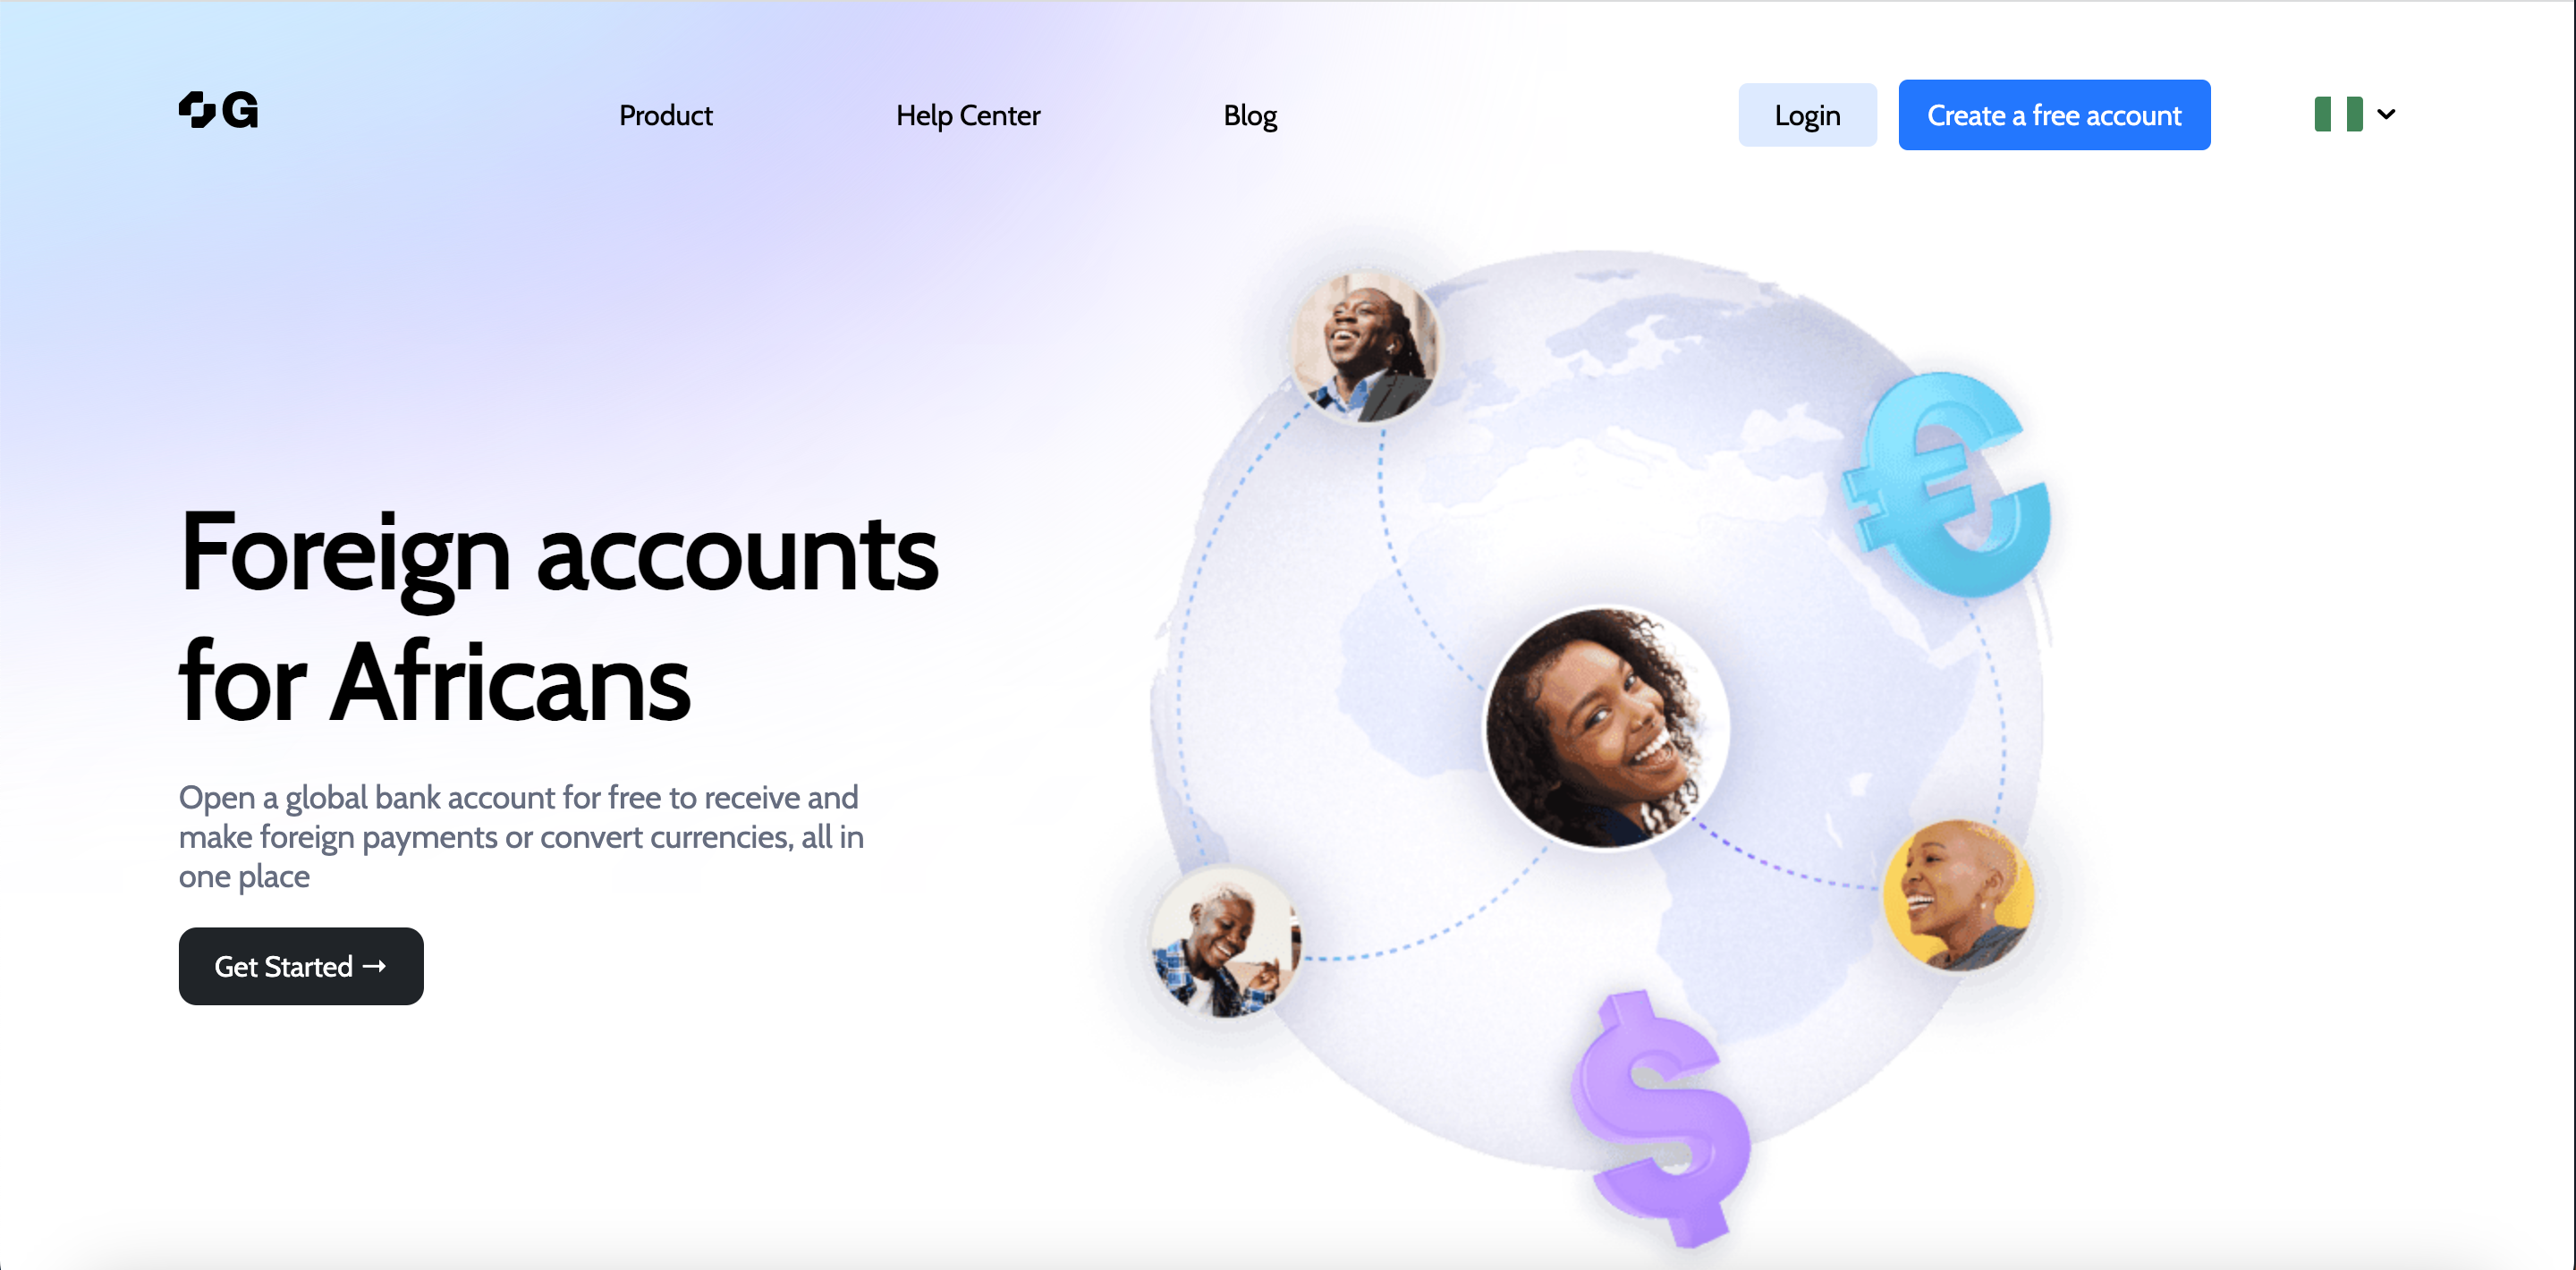 G
Product
Help Center
Blog
Login
Create a free account
€
Foreign accounts
for Africans
Open a global bank account for free to receive and
make foreign payments or convert currencies, all in
one place
Get Started →
$